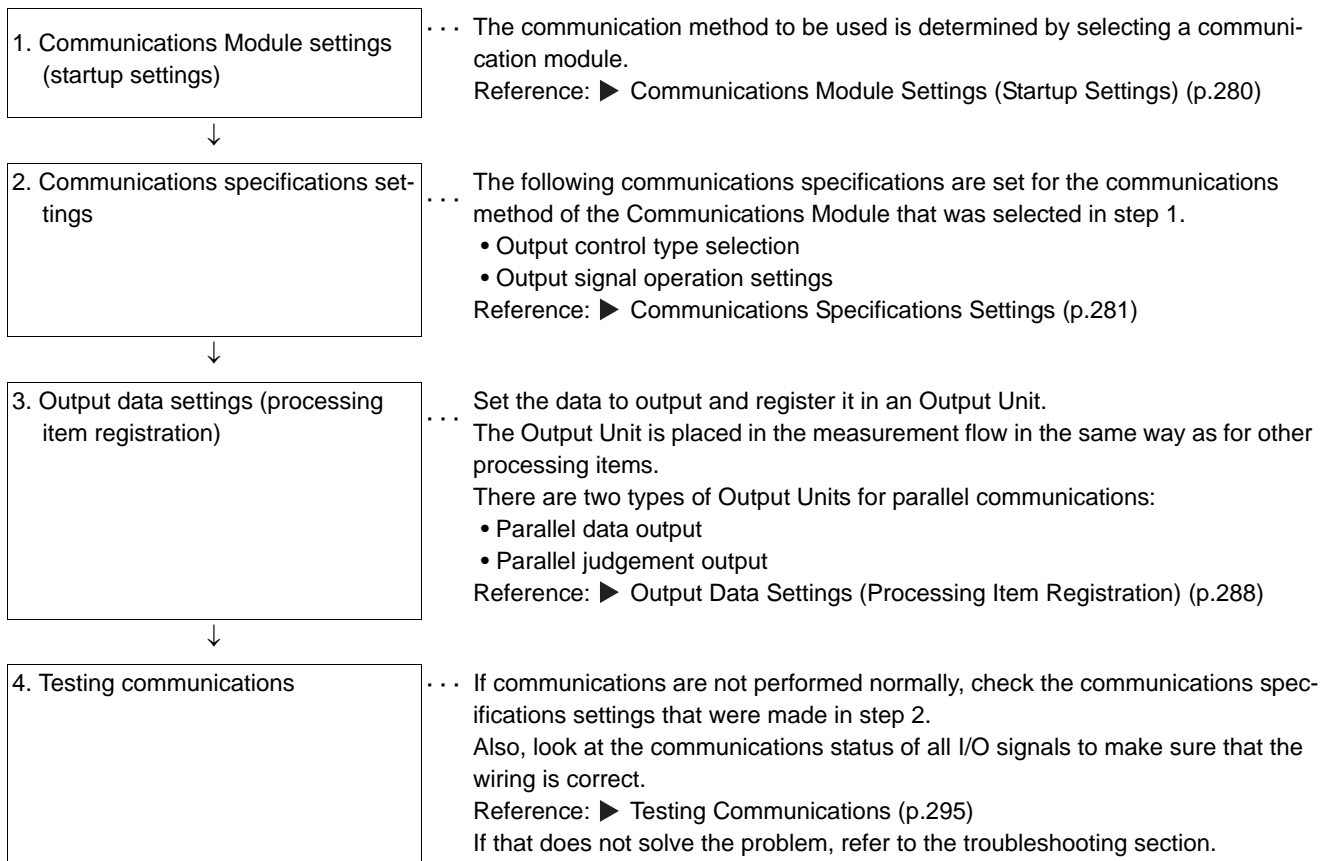 1. Communications Module settings
(startup settings)
... The communication method to be used is determined by selecting a communi-
cation module.
Reference: ▶ Communications Module Settings (Startup Settings) (p.280)
↓
2. Communications specifications set-
tings
... The following communications specifications are set for the communications
method of the Communications Module that was selected in step 1.
• Output control type selection
• Output signal operation settings
Reference: ▶ Communications Specifications Settings (p.281)
↓
3. Output data settings (processing
item registration)
... Set the data to output and register it in an Output Unit.
The Output Unit is placed in the measurement flow in the same way as for other
processing items.
There are two types of Output Units for parallel communications:
• Parallel data output
• Parallel judgement output
Reference: ▶ Output Data Settings (Processing Item Registration) (p.288)
↓
4. Testing communications
... If communications are not performed normally, check the communications spec-
ifications settings that were made in step 2.
Also, look at the communications status of all I/O signals to make sure that the
wiring is correct.
Reference: ▶ Testing Communications (p.295)
If that does not solve the problem, refer to the troubleshooting section.